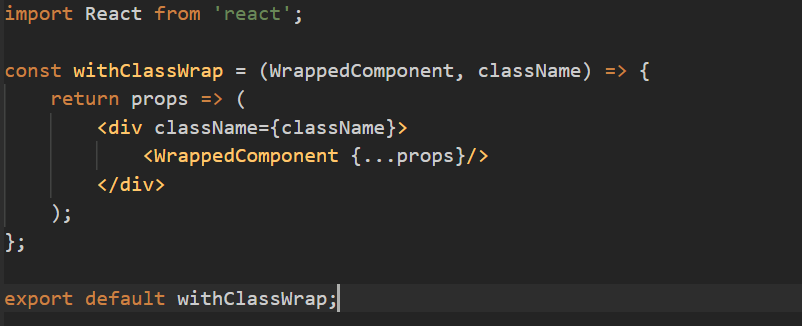 import React from 'react';
const withClassWrap = (WrappedComponent, className) => {
return props => (
<div className={className}>
<WrappedComponent {...props}/>
</div>
);
};
export default withClassWrap;